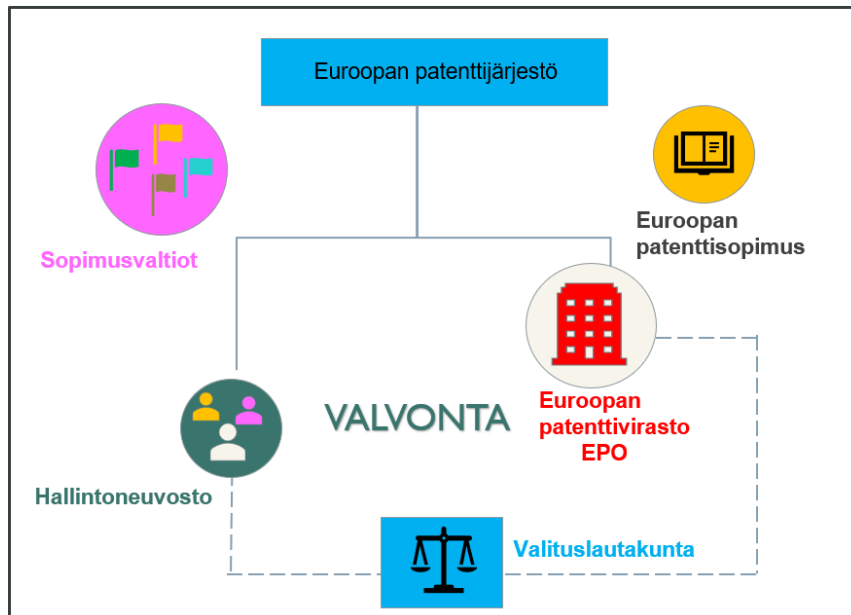 Euroopan patenttijärjestö
Sopimusvaltiot
Euroopan
patenttisopimus
VALVONTA
Euroopan
patenttivirasto
EPO
Hallintoneuvosto
Valituslautakunta